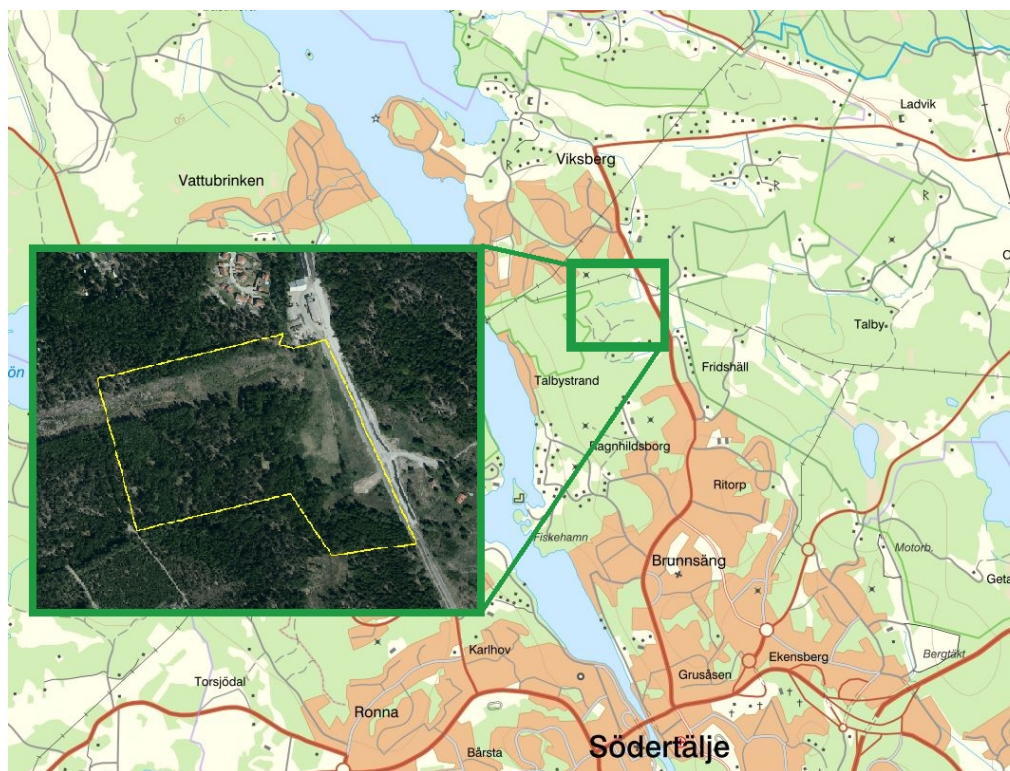 Ladvik
Viksberg
Vattubrinken
Talby
Fridshäll
Talbystrand
Ragnhildsborg
Ritorp
Fiskehamn
Motorb.
Brunnsäng
Geta
Bergtäkt
Karlhov
Ekensberg
Torsjödal
Grusåsen
Ronna
Bårsta
Södertälje